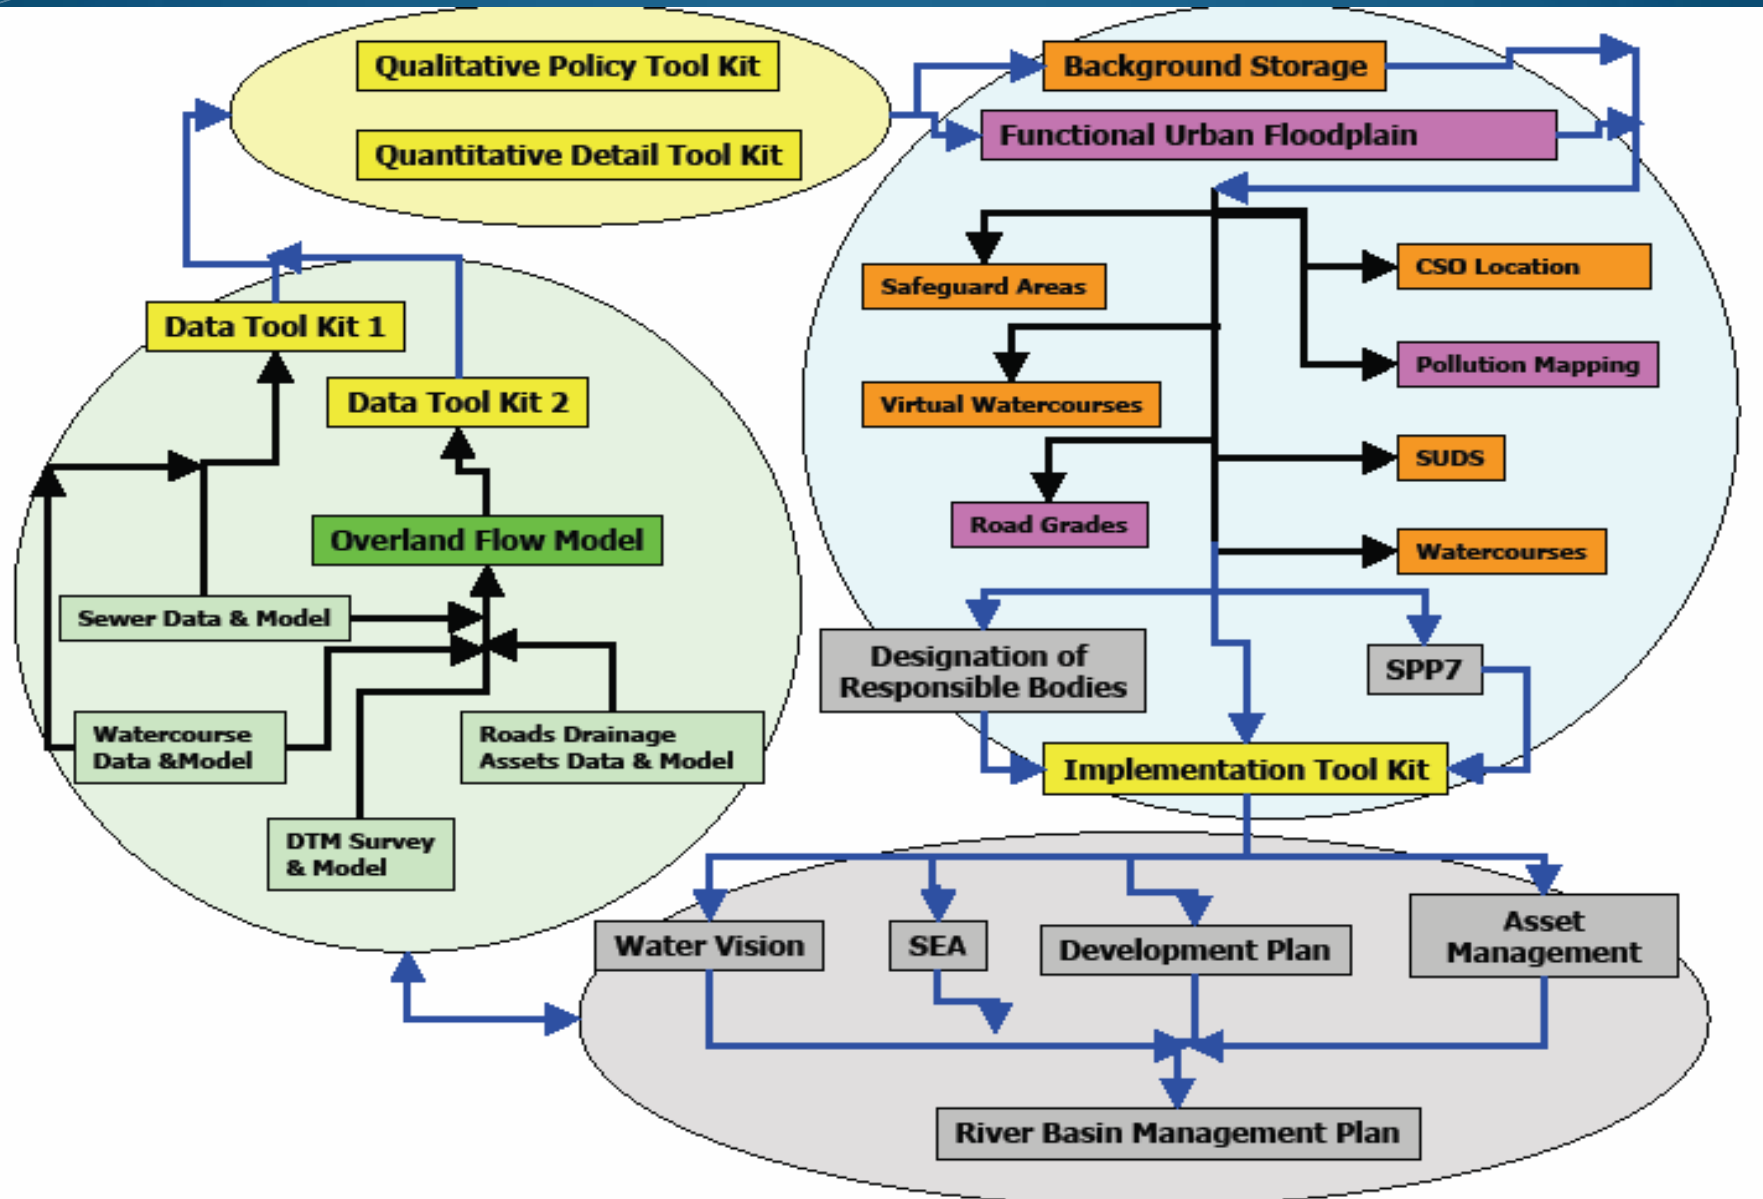 Qualitative Policy Tool Kit
Quantitative Detail Tool Kit
Background Storage
Functional Urban Floodplain
Safeguard Areas
CSO Location
Virtual Watercourses
Pollution Mapping
SUDS
Road Grades
Watercourses
Designation of
Responsible Bodies
SPP7
Implementation Tool Kit
Data Tool Kit 1
Data Tool Kit 2
Overland Flow Model
Sewer Data & Model
Watercourse
Data &Model
Roads Drainage
Assets Data & Model
DTM Survey
& Model
Water Vision
SEA
Development Plan
Asset
Management
River Basin Management Plan